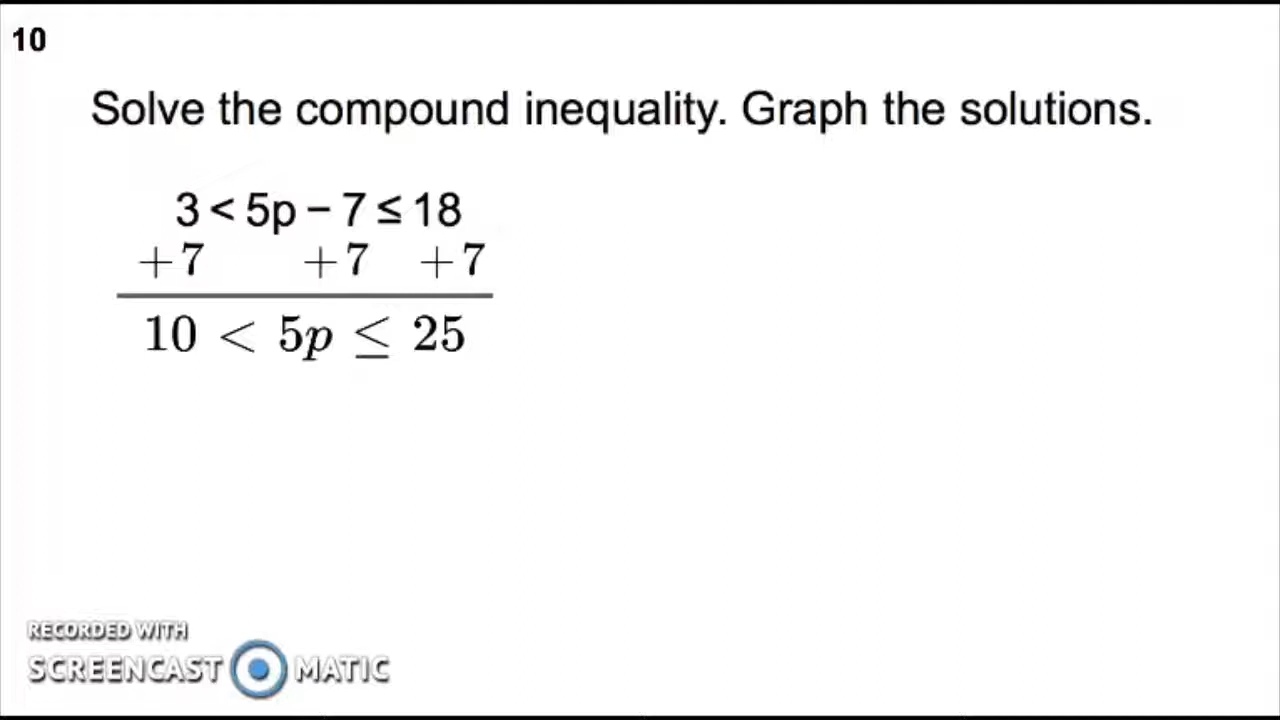 10
Solve the compound inequality. Graph the solutions.
3 < 5p − 7 ≤ 18
+7 +7 +7
10 < 5p ≤ 25
RECORDED WITH
SCREENCAST MATIC